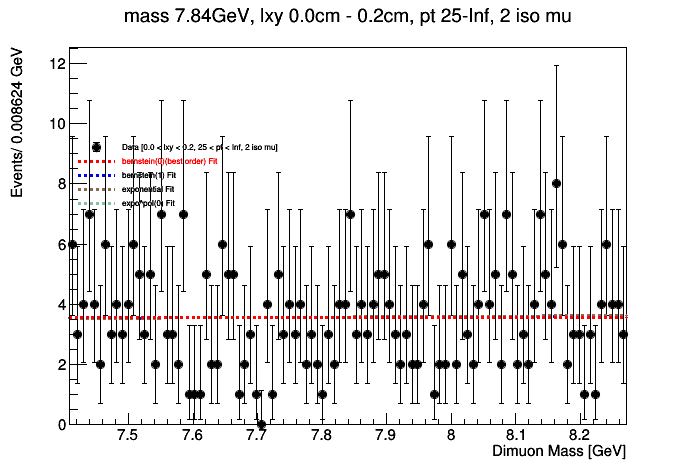 mass 7.84GeV, lxy 0.0cm - 0.2cm, pt 25-Inf, 2 iso mu
Events/ 0.008624 GeV
12
10
8
6
4
2
0
Data [0.0 < lxy < 0.2, 25 < pt < Inf, 2 iso mu]
bernstein(0)(best order) Fit
bernstein(1) Fit
exponential Fit
expo*pol(0) Fit
7.5 7.6 7.7 7.8 7.9 8 8.1 8.2
Dimuon Mass [GeV]